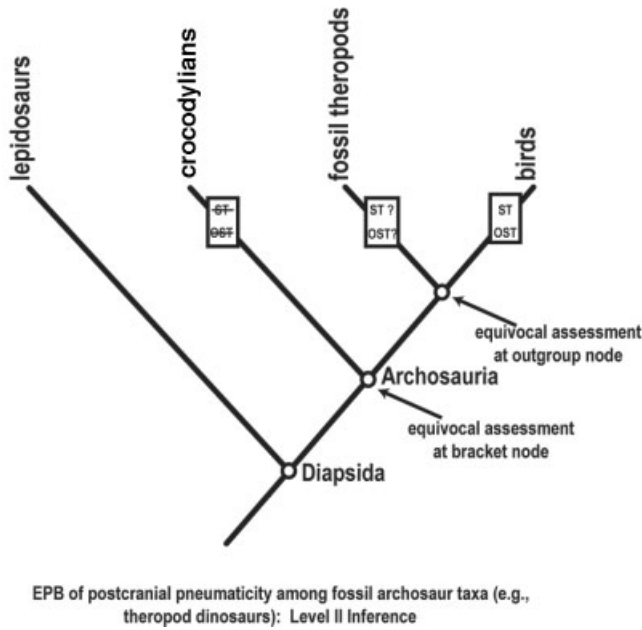 lepidosaurs
crocodylians
fossil theropods
birds
ST
OST
ST ?
OST?
ST
OST
equivocal assessment
at outgroup node
Archosauria
equivocal assessment
at bracket node
Diapsida
EPB of postcranial pneumaticity among fossil archosaur taxa (e.g.,
theropod dinosaurs): Level II Inference